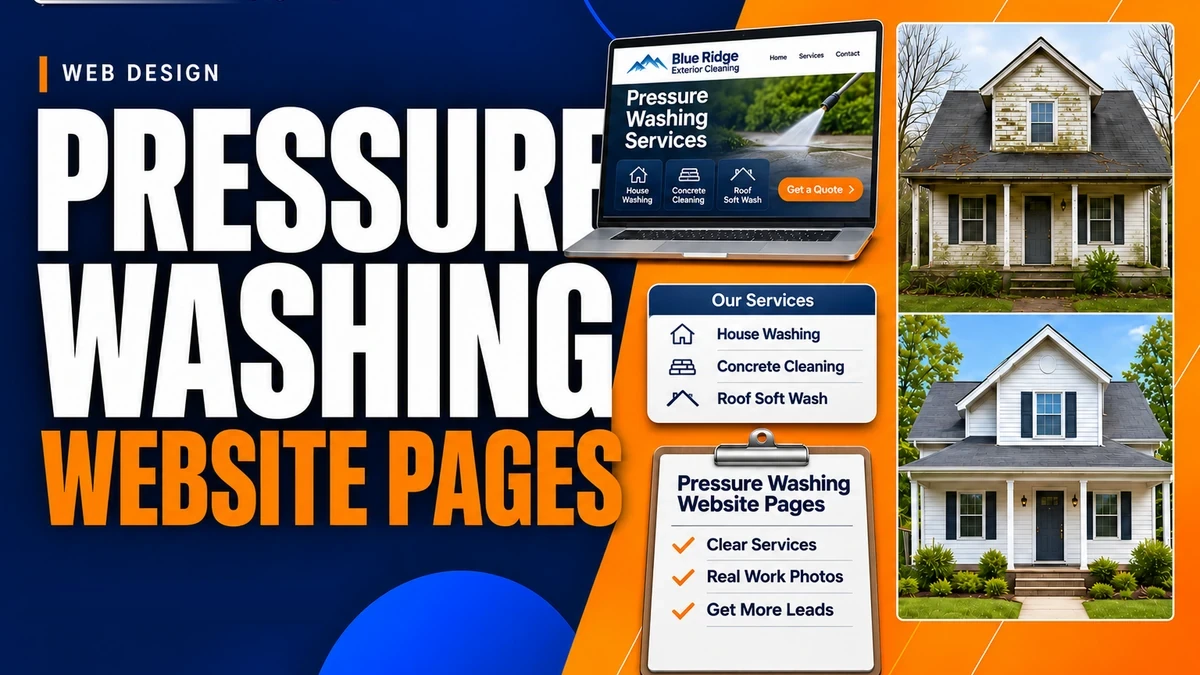 WEB DESIGN
PRESSURE
WASHING
WEBSITE PAGES
Blue Ridge
Exterior Cleaning
Home Services Contact
Pressure
Washing
Services
House
Washing
Concrete
Cleaning
Roof
Soft Wash
Get a Quote
Our Services
House Washing
Concrete Cleaning
Roof Soft Wash
Pressure Washing
Website Pages
Clear Services
Real Work Photos
Get More Leads